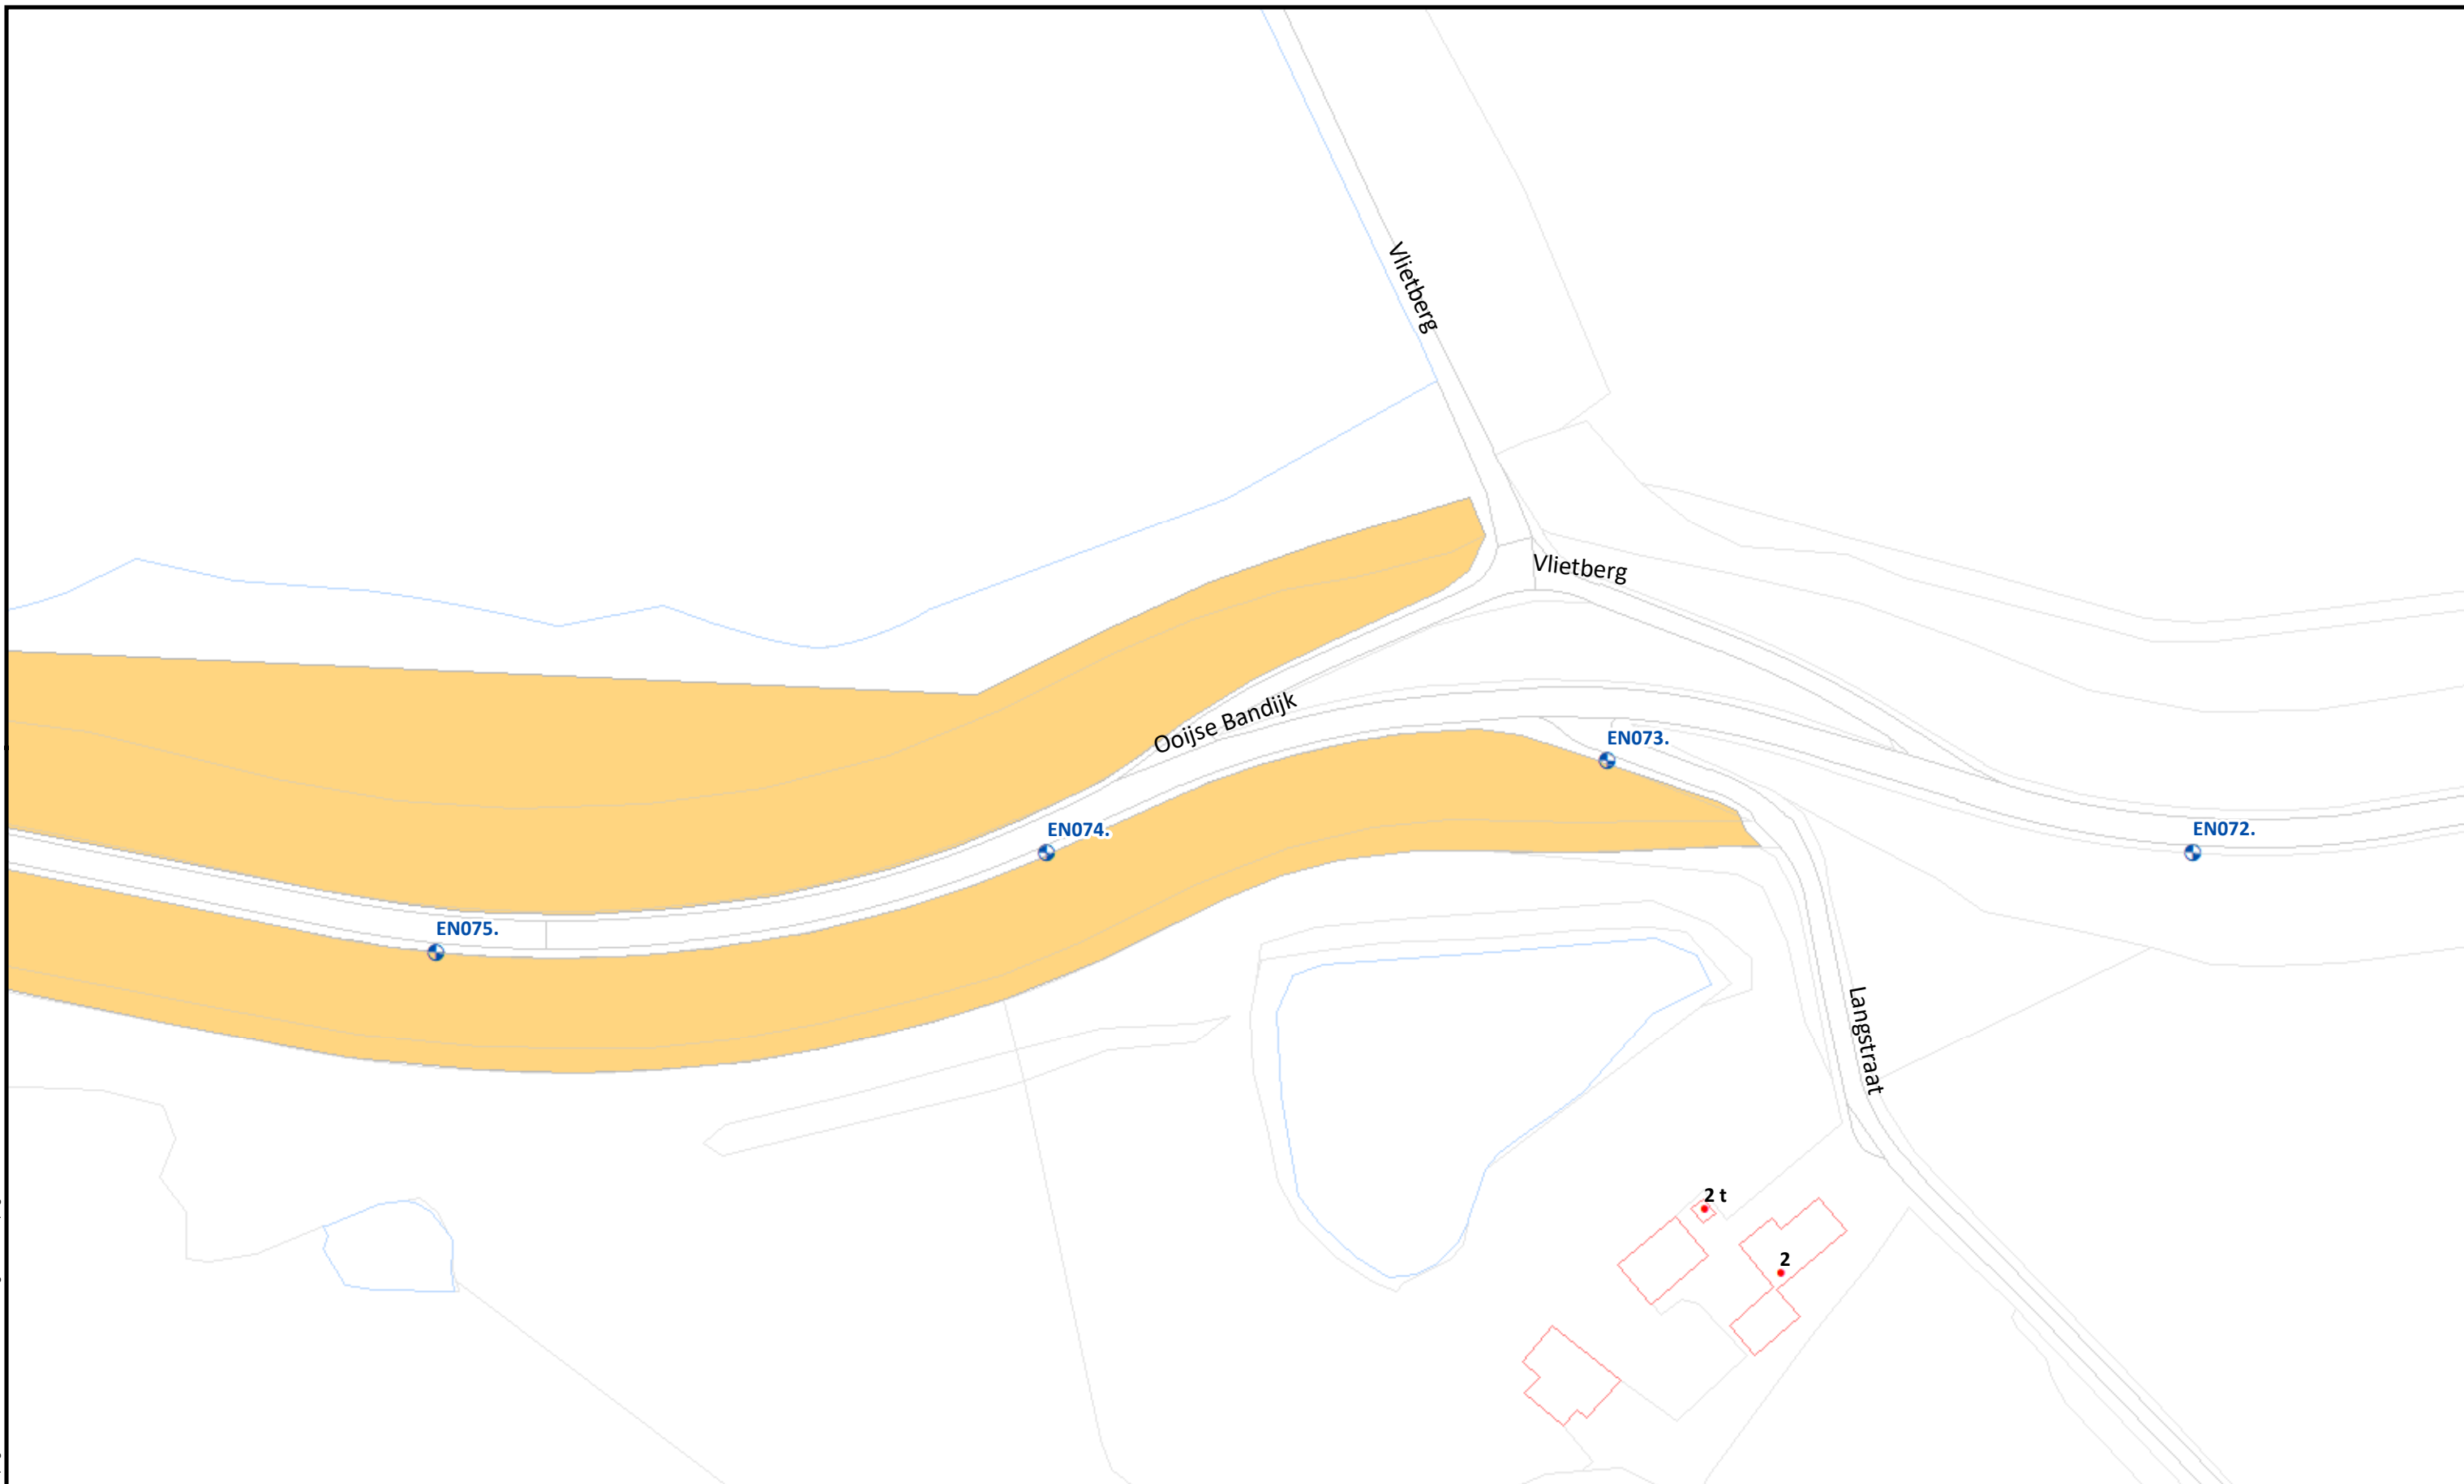 Vlietberg
Vlietberg
Ooijse Bandijk
EN073.
EN074.
EN072.
EN075.
Langstraat
2 t
2